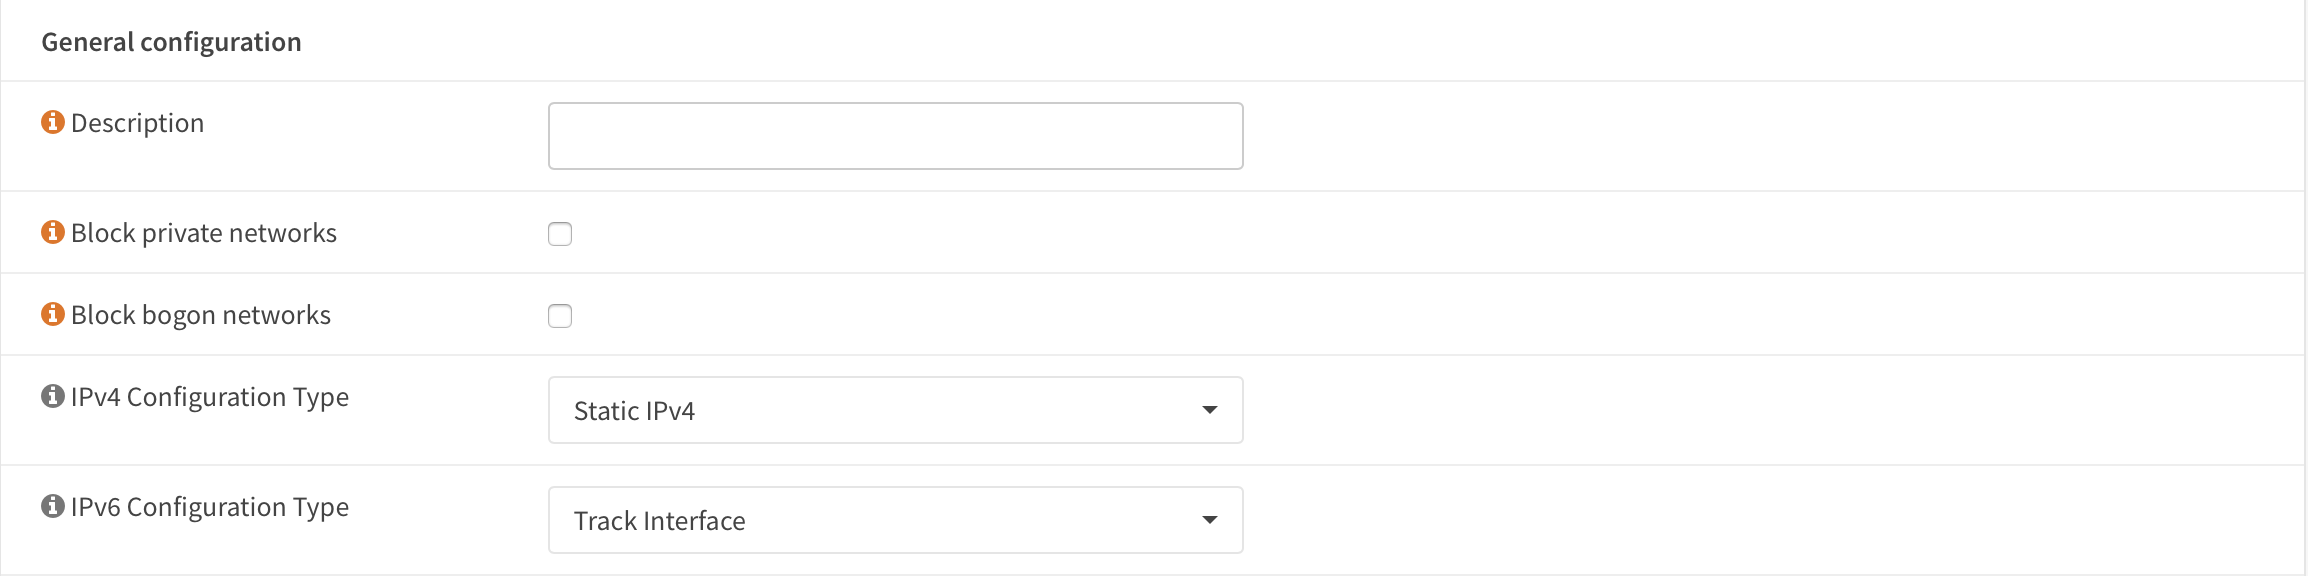 General configuration
Description
Block private networks
Block bogon networks
IPv4 Configuration Type
Static IPv4
IPv6 Configuration Type
Track Interface